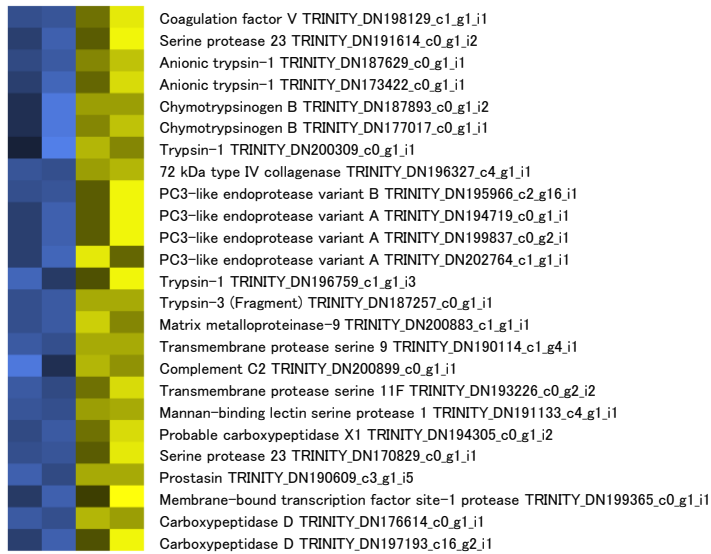 Coagulation factor V TRINITY_DN198129_c1_g1_i1
Serine protease 23 TRINITY_DN191614_c0_g1_i2
Anionic trypsin-1 TRINITY_DN187629_c0_g1_i1
Anionic trypsin-1 TRINITY_DN173422_c0_g1_i1
Chymotrypsinogen B TRINITY_DN187893_c0_g1_i2
Chymotrypsinogen B TRINITY_DN177017_c0_g1_i1
Trypsin-1 TRINITY_DN200309_c0_g1_i1
72 kDa type IV collagenase TRINITY_DN196327_c4_g1_i1
PC3-like endoprotease variant B TRINITY_DN195966_c2_g16_i1
PC3-like endoprotease variant A TRINITY_DN194719_c0_g1_i1
PC3-like endoprotease variant A TRINITY_DN199837_c0_g2_i1
PC3-like endoprotease variant A TRINITY_DN202764_c1_g1_i1
Trypsin-1 TRINITY_DN196759_c1_g1_i3
Trypsin-3 (Fragment) TRINITY_DN187257_c0_g1_i1
Matrix metalloproteinase-9 TRINITY_DN200883_c1_g1_i1
Transmembrane protease serine 9 TRINITY_DN190114_c1_g4_i1
Complement C2 TRINITY_DN200899_c0_g1_i1
Transmembrane protease serine 11F TRINITY_DN193226_c0_g2_i2
Mannan-binding lectin serine protease 1 TRINITY_DN191133_c4_g1_i1
Probable carboxypeptidase X1 TRINITY_DN194305_c0_g1_i2
Serine protease 23 TRINITY_DN170829_c0_g1_i1
Prostasin TRINITY_DN190609_c3_g1_i5
Membrane-bound transcription factor site-1 protease TRINITY_DN199365_c0_g1_i1
Carboxypeptidase D TRINITY_DN176614_c0_g1_i1
Carboxypeptidase D TRINITY_DN197193_c16_g2_i1